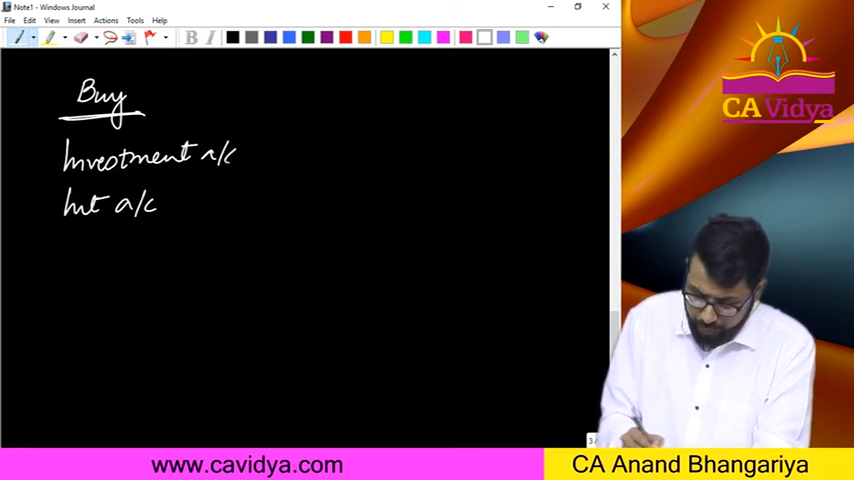 Note1 - Windows Journal
File Edit View Insert Actions Tools Help
B I
Buy
Investment a/c
Int a/c
3 /
CA Vidya
www.cavidya.com
CA Anand Bhangariya